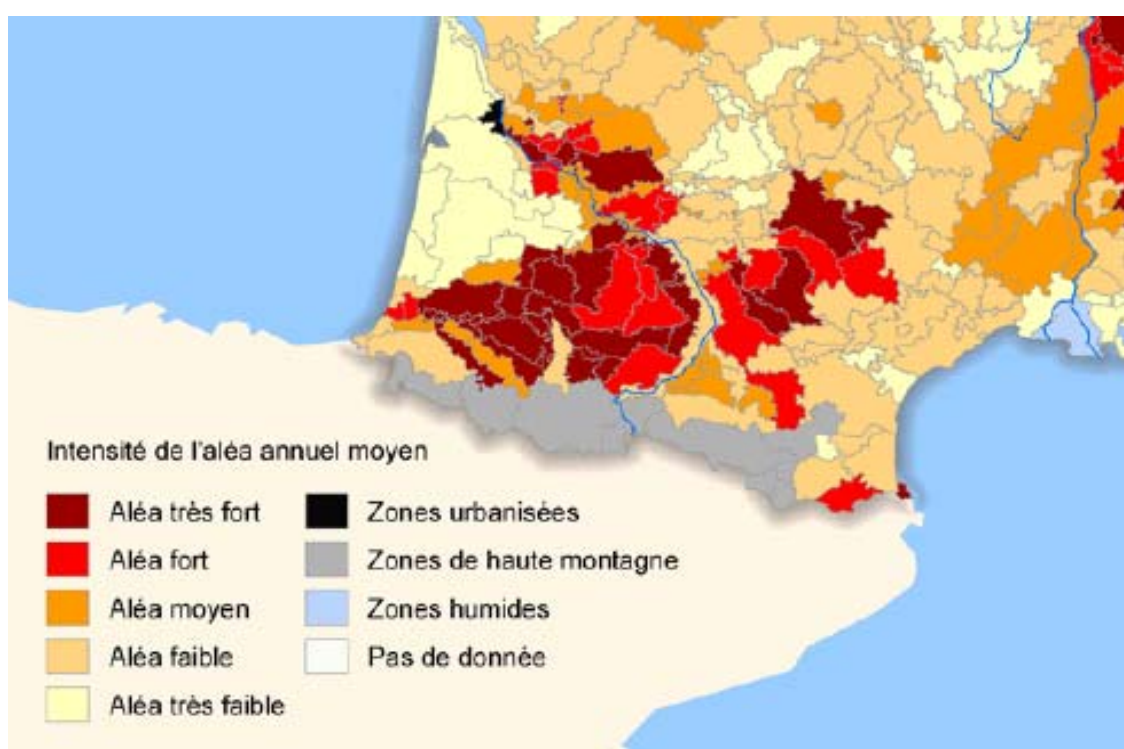 Intensité de l'aléa annuel moyen
Aléa très fort
Aléa fort
Aléa moyen
Aléa faible
Aléa très faible
Zones urbanisées
Zones de haute montagne
Zones humides
Pas de donnée